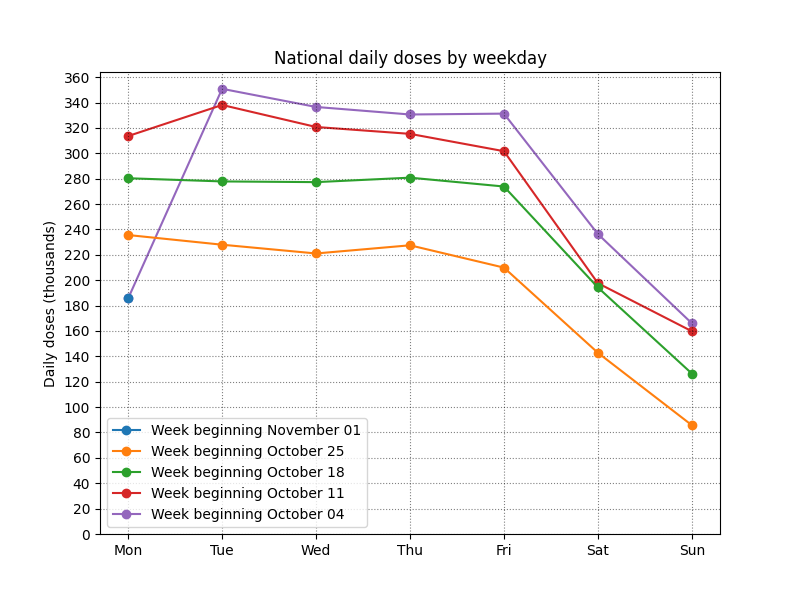 National daily doses by weekday
Daily doses (thousands)
360
340
320
300
280
260
240
220
200
180
160
140
120
100
80
60
40
20
0
Week beginning November 01
Week beginning October 25
Week beginning October 18
Week beginning October 11
Week beginning October 04
Mon Tue Wed Thu Fri Sat Sun